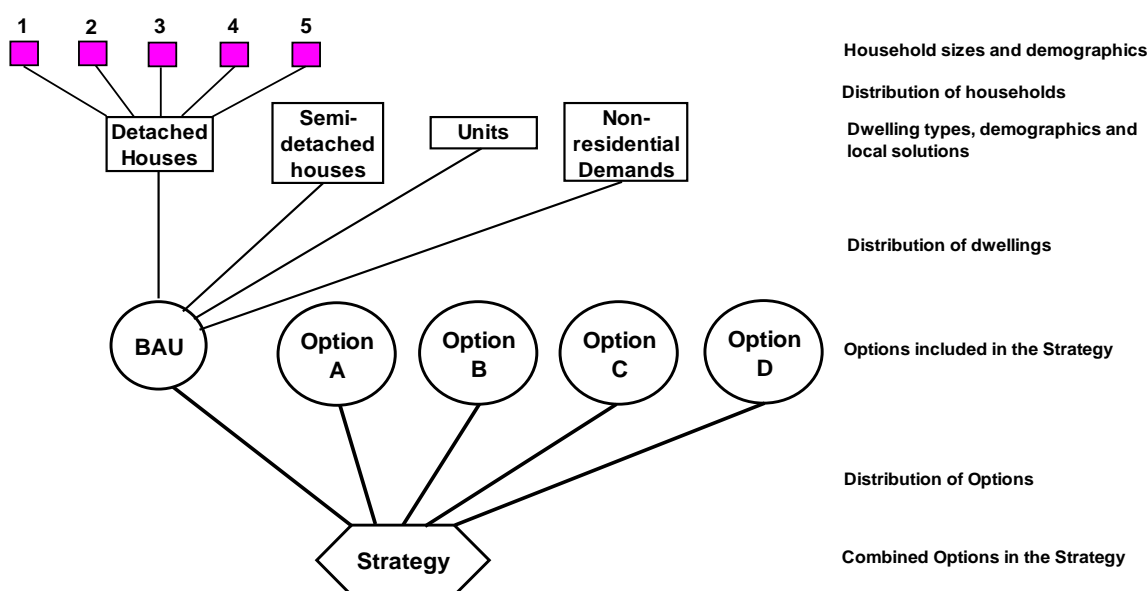 1 2 3 4 5
Household sizes and demographics
Distribution of households
Detached
Houses
Semi-
detached
houses
Units
Non-
residential
Demands
Dwelling types, demographics and
local solutions
Distribution of dwellings
BAU
Option
A
Option
B
Option
C
Option
D
Options included in the Strategy
Distribution of Options
Strategy
Combined Options in the Strategy